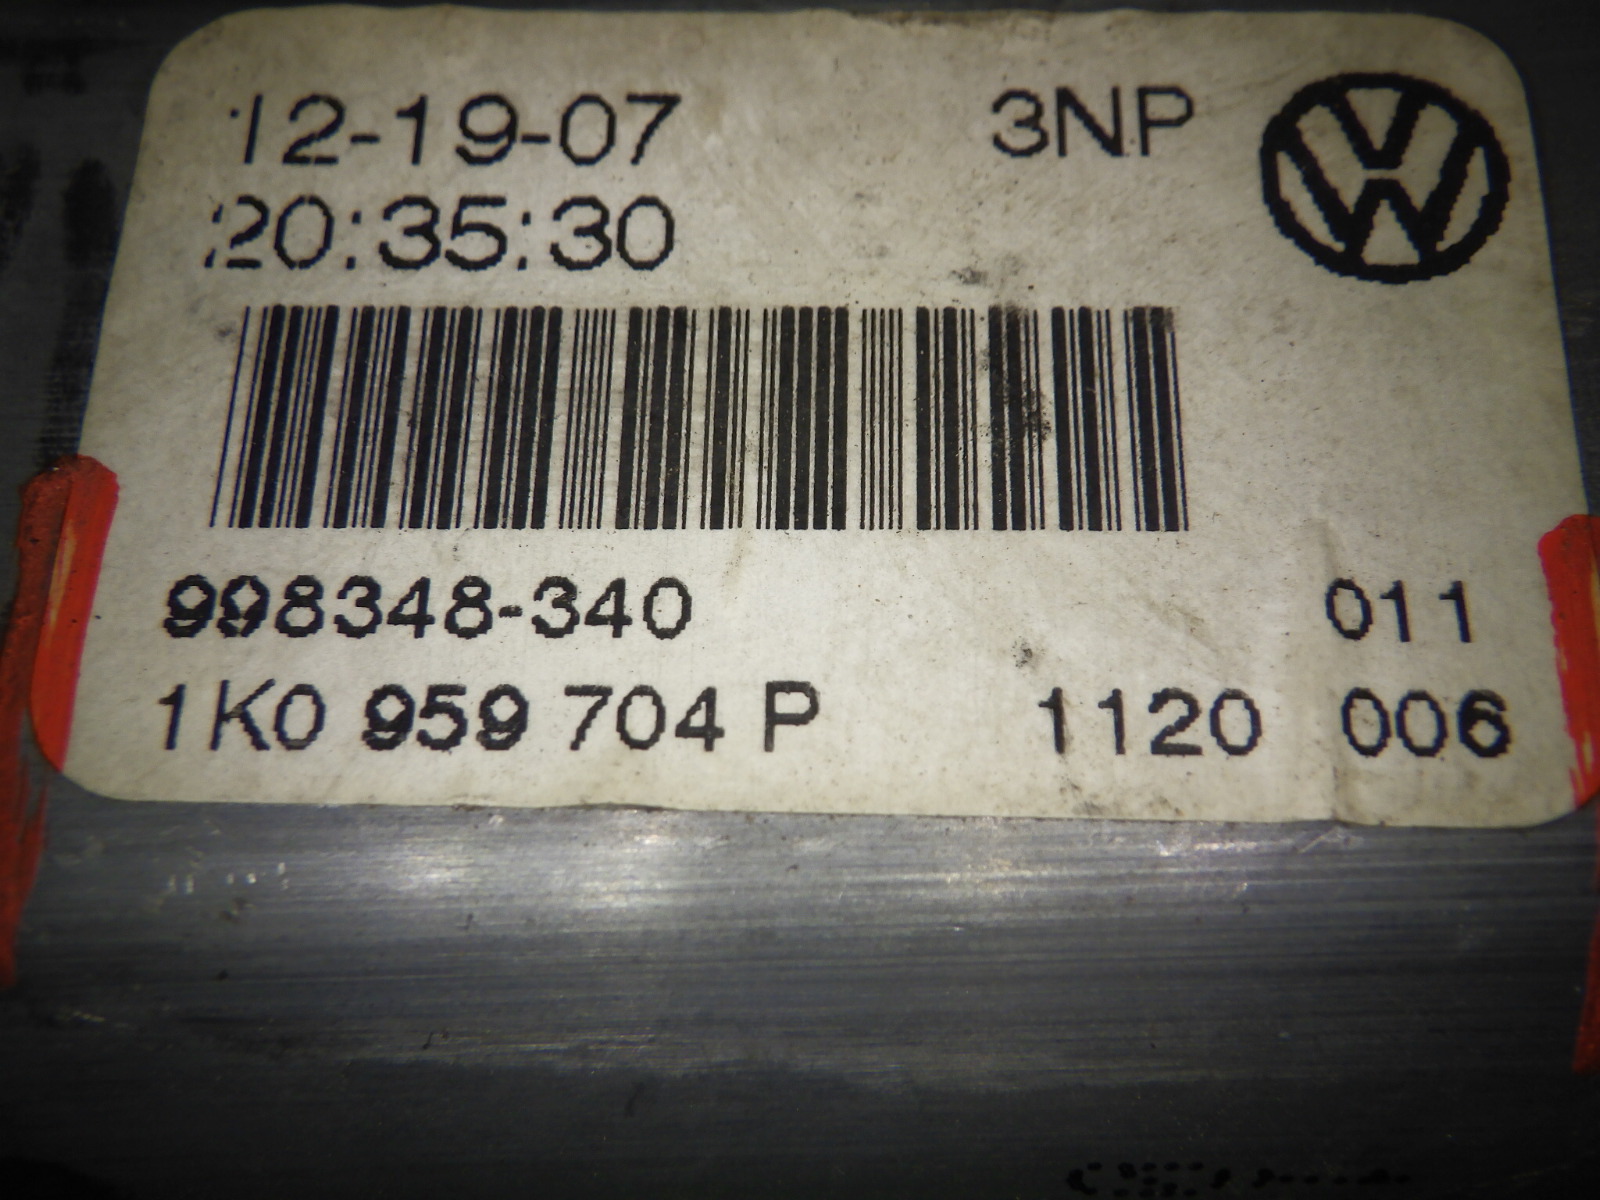 12-19-07 3NP
20:35:30
998348-340 011
1K0 959 704 P 1120 006